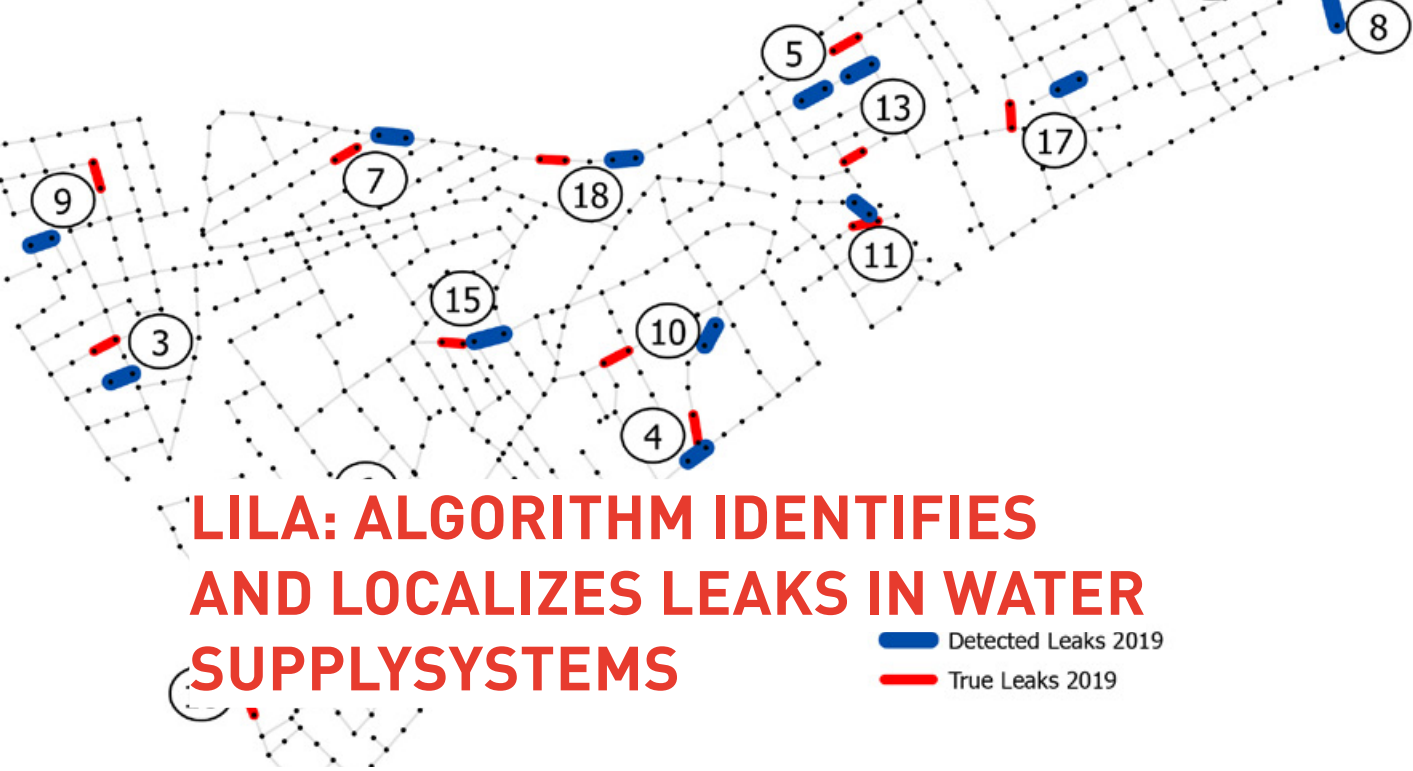 8
5
13
17
9
7
18
11
15
10
3
4
LILA: ALGORITHM IDENTIFIES
AND LOCALIZES LEAKS IN WATER
SUPPLYSYSTEMS
Detected Leaks 2019
True Leaks 2019